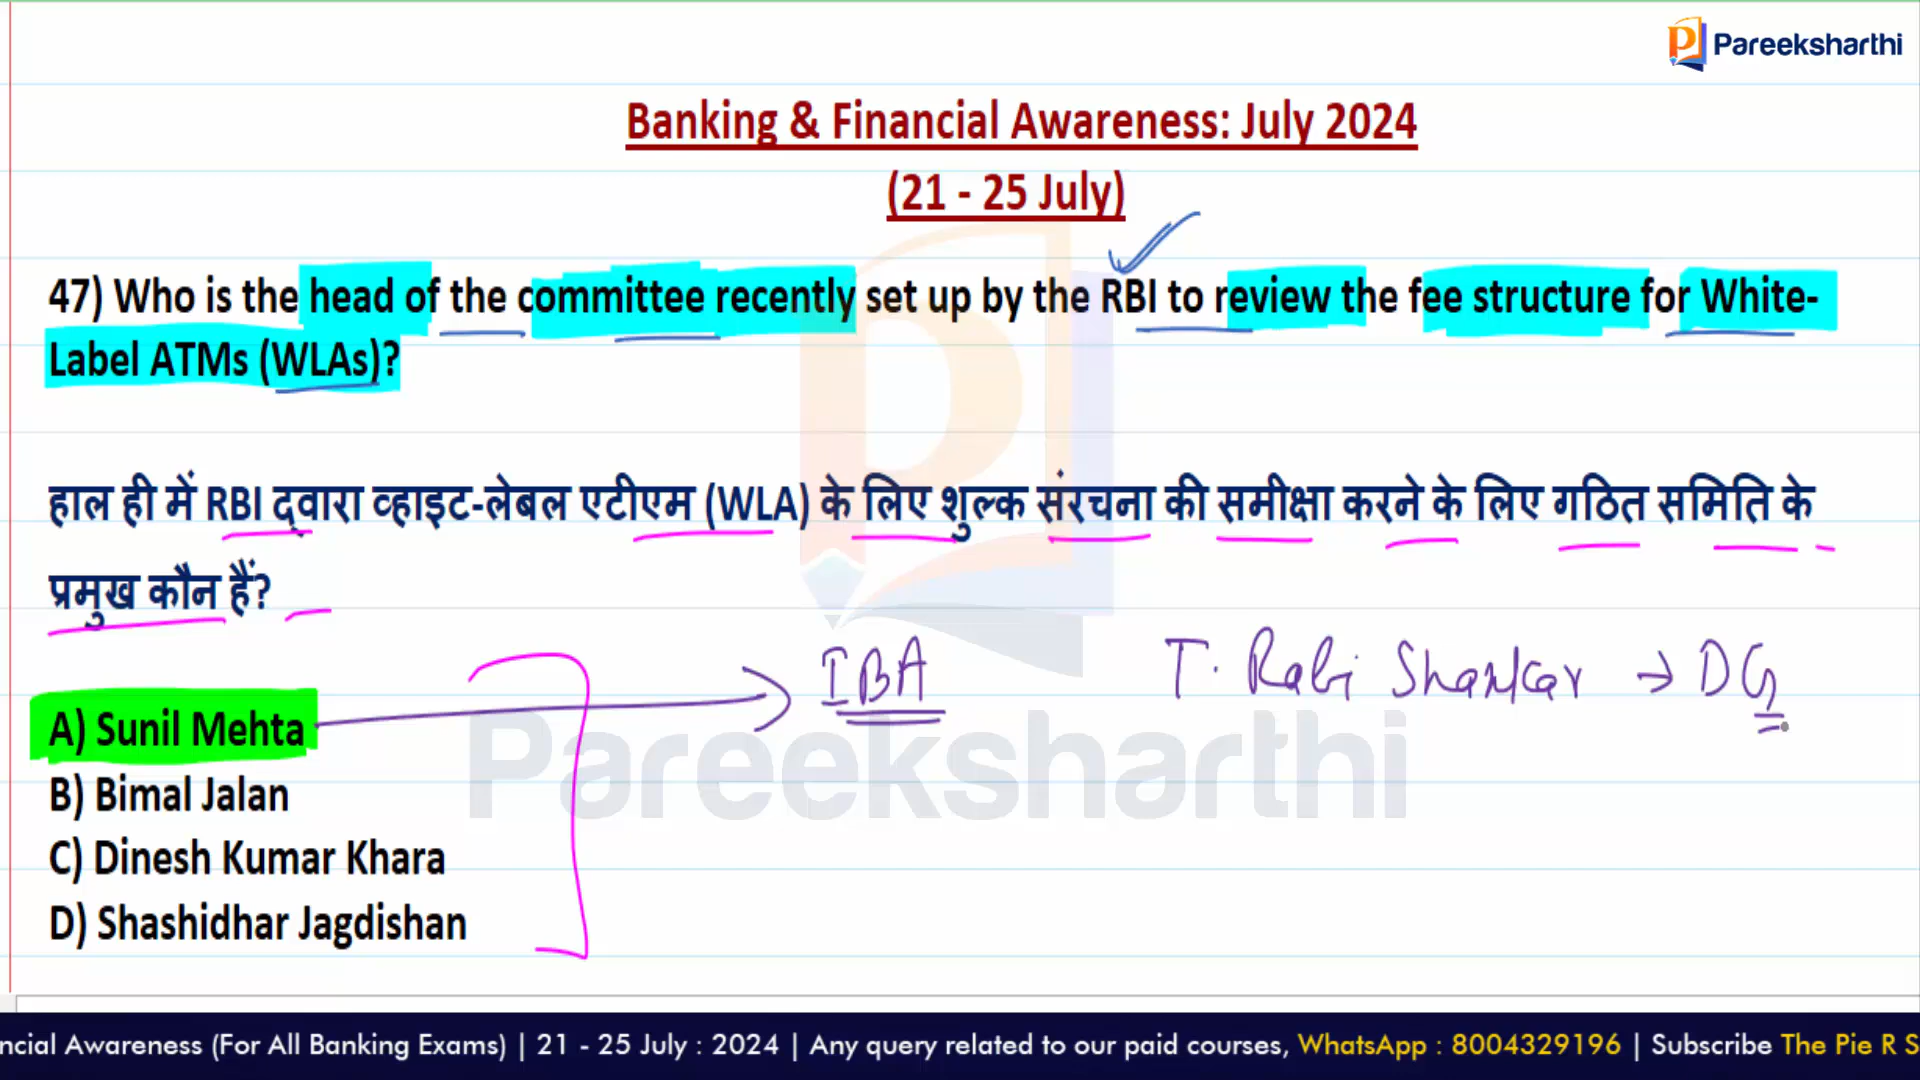 Pareeksharthi
Banking & Financial Awareness: July 2024
(21 - 25 July)
47) Who is the head of the committee recently set up by the RBI to review the fee structure for White-
Label ATMs (WLAs)?
हाल ही में RBI द्वारा व्हाइट-लेबल एटीएम (WLA) के लिए शुल्क संरचना की समीक्षा करने के लिए गठित समिति के
प्रमुख कौन हैं?
IBA T. Rabi Shankar → DG
A) Sunil Mehta
Pareeksharthi
B) Bimal Jalan
C) Dinesh Kumar Khara
D) Shashidhar Jagdishan
ncial Awareness (For All Banking Exams) | 21 - 25 July : 2024 | Any query related to our paid courses, WhatsApp : 8004329196 | Subscribe The Pie R S